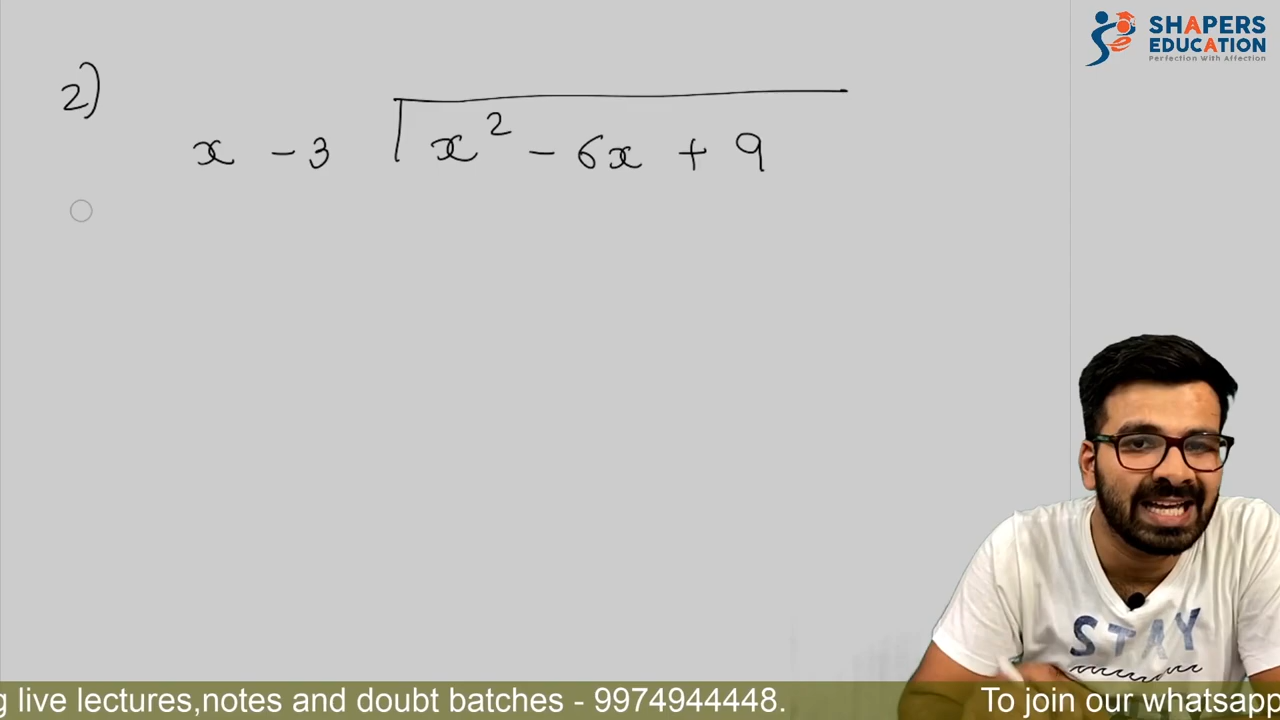 SHAPERS
EDUCATION
Perfection With Affection
2)
x - 3 x² - 6x + 9
STAY
g live lectures,notes and doubt batches - 9974944448. To join our whatsapp